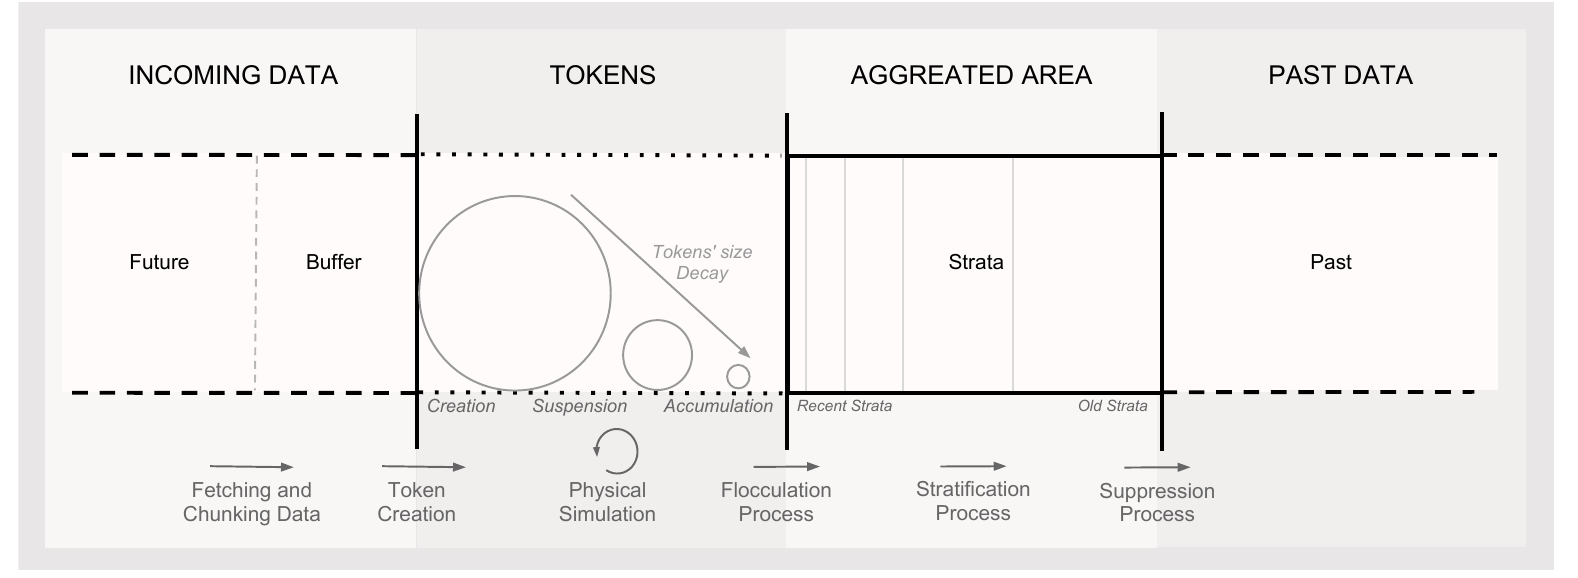 INCOMING DATA
TOKENS
AGGREATED AREA
PAST DATA
Future
Buffer
Tokens' size
Decay
Strata
Past
Creation
Suspension
Accumulation
Recent Strata
Old Strata
Fetching and
Chunking Data
Token
Creation
Physical
Simulation
Flocculation
Process
Stratification
Process
Suppression
Process